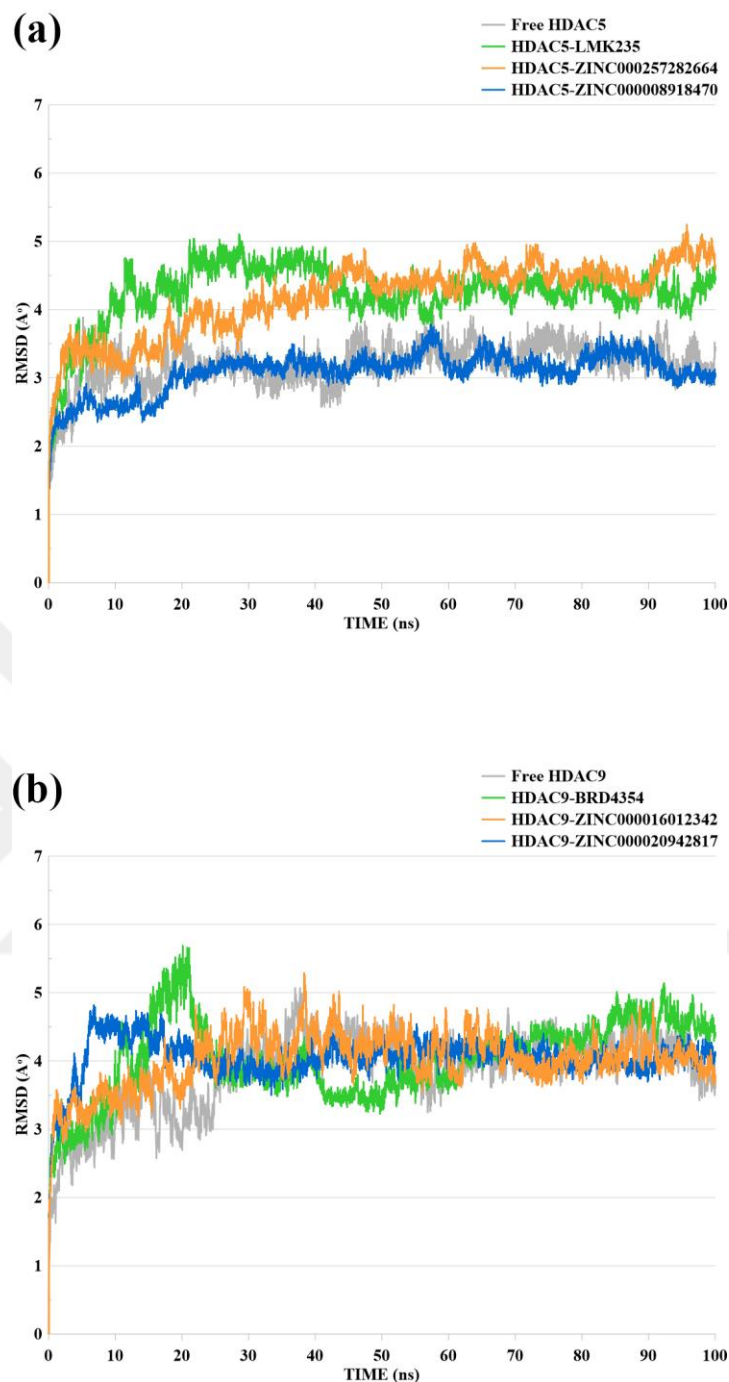 (a)
Free HDAC5
HDAC5-LMK235
HDAC5-ZINC000257282664
HDAC5-ZINC000008918470
7
6
5
4
3
2
1
0
RMSD (A°)
0 10 20 30 40 50 60 70 80 90 100
TIME (ns)
(b)
Free HDAC9
HDAC9-BRD4354
HDAC9-ZINC000016012342
HDAC9-ZINC000020942817
7
6
5
4
3
2
1
0
RMSD (A°)
0 10 20 30 40 50 60 70 80 90 100
TIME (ns)